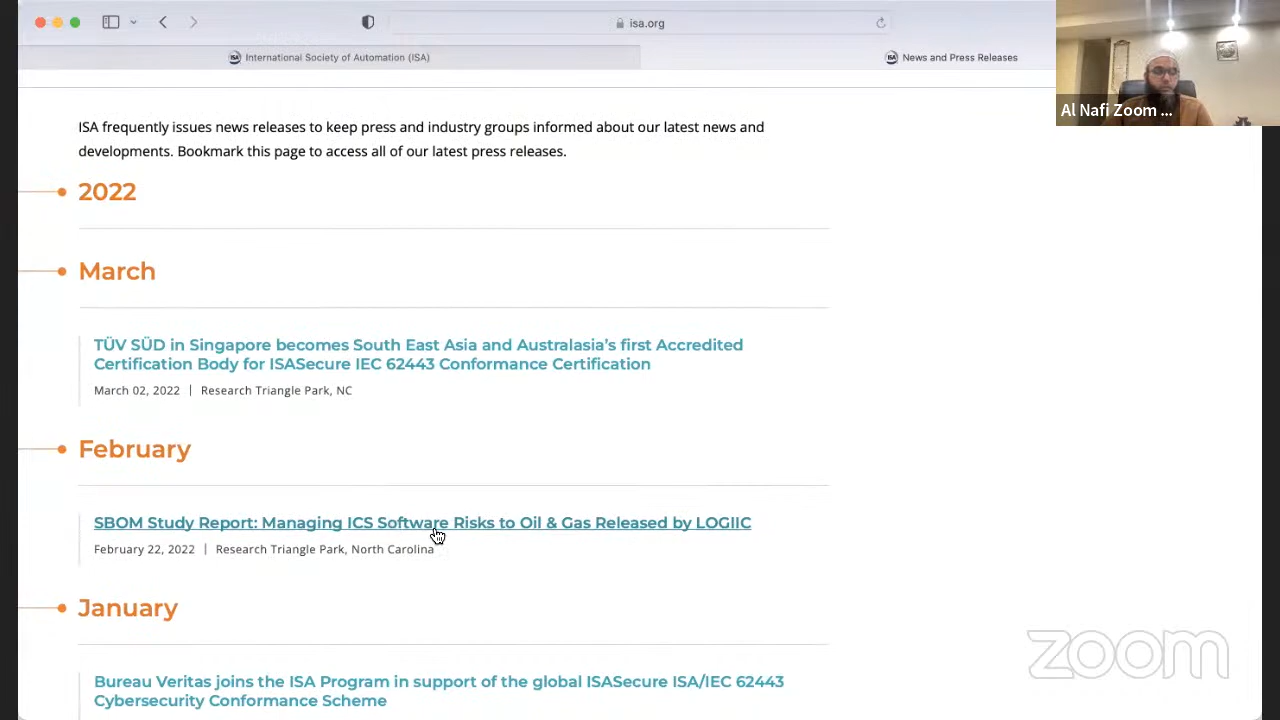 isa.org
International Society of Automation (ISA)
News and Press Releases
Al Nafi Zoom ...
ISA frequently issues news releases to keep press and industry groups informed about our latest news and
developments. Bookmark this page to access all of our latest press releases.
2022
March
TÜV SÜD in Singapore becomes South East Asia and Australasia’s first Accredited
Certification Body for ISASecure IEC 62443 Conformance Certification
March 02, 2022 | Research Triangle Park, NC
February
SBOM Study Report: Managing ICS Software Risks to Oil & Gas Released by LOGIIC
February 22, 2022 | Research Triangle Park, North Carolina
January
Bureau Veritas joins the ISA Program in support of the global ISASecure ISA/IEC 62443
Cybersecurity Conformance Scheme
zoom